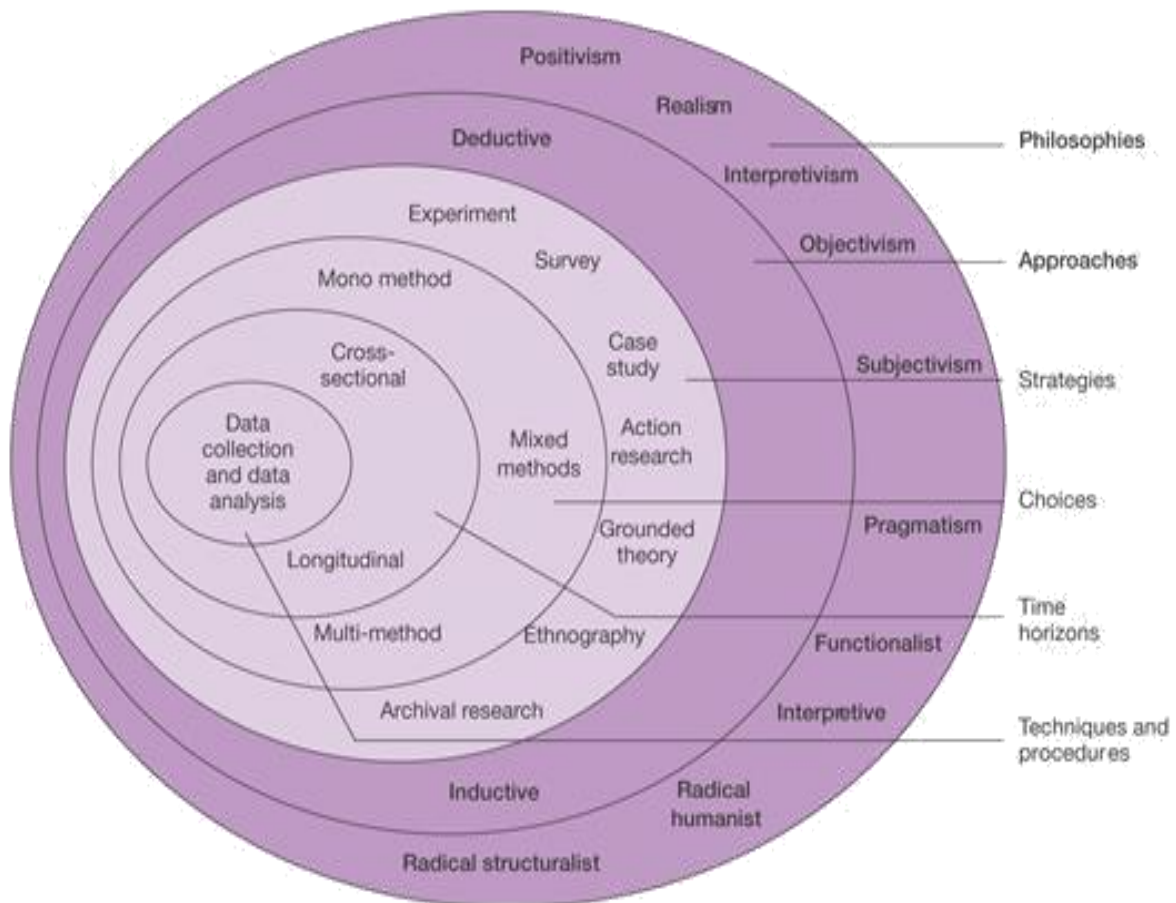 Positivism
Realism
Philosophies
Deductive
Interpretivism
Experiment
Objectivism
Survey
Approaches
Mono method
Case
study
Cross-
sectional
Subjectivism
Strategies
Data
collection
and data
analysis
Mixed
methods
Action
research
Choices
Pragmatism
Grounded
theory
Longitudinal
Time
horizons
Multi-method
Ethnography
Functionalist
Archival research
Interpretive
Techniques and
procedures
Inductive
Radical
humanist
Radical structuralist